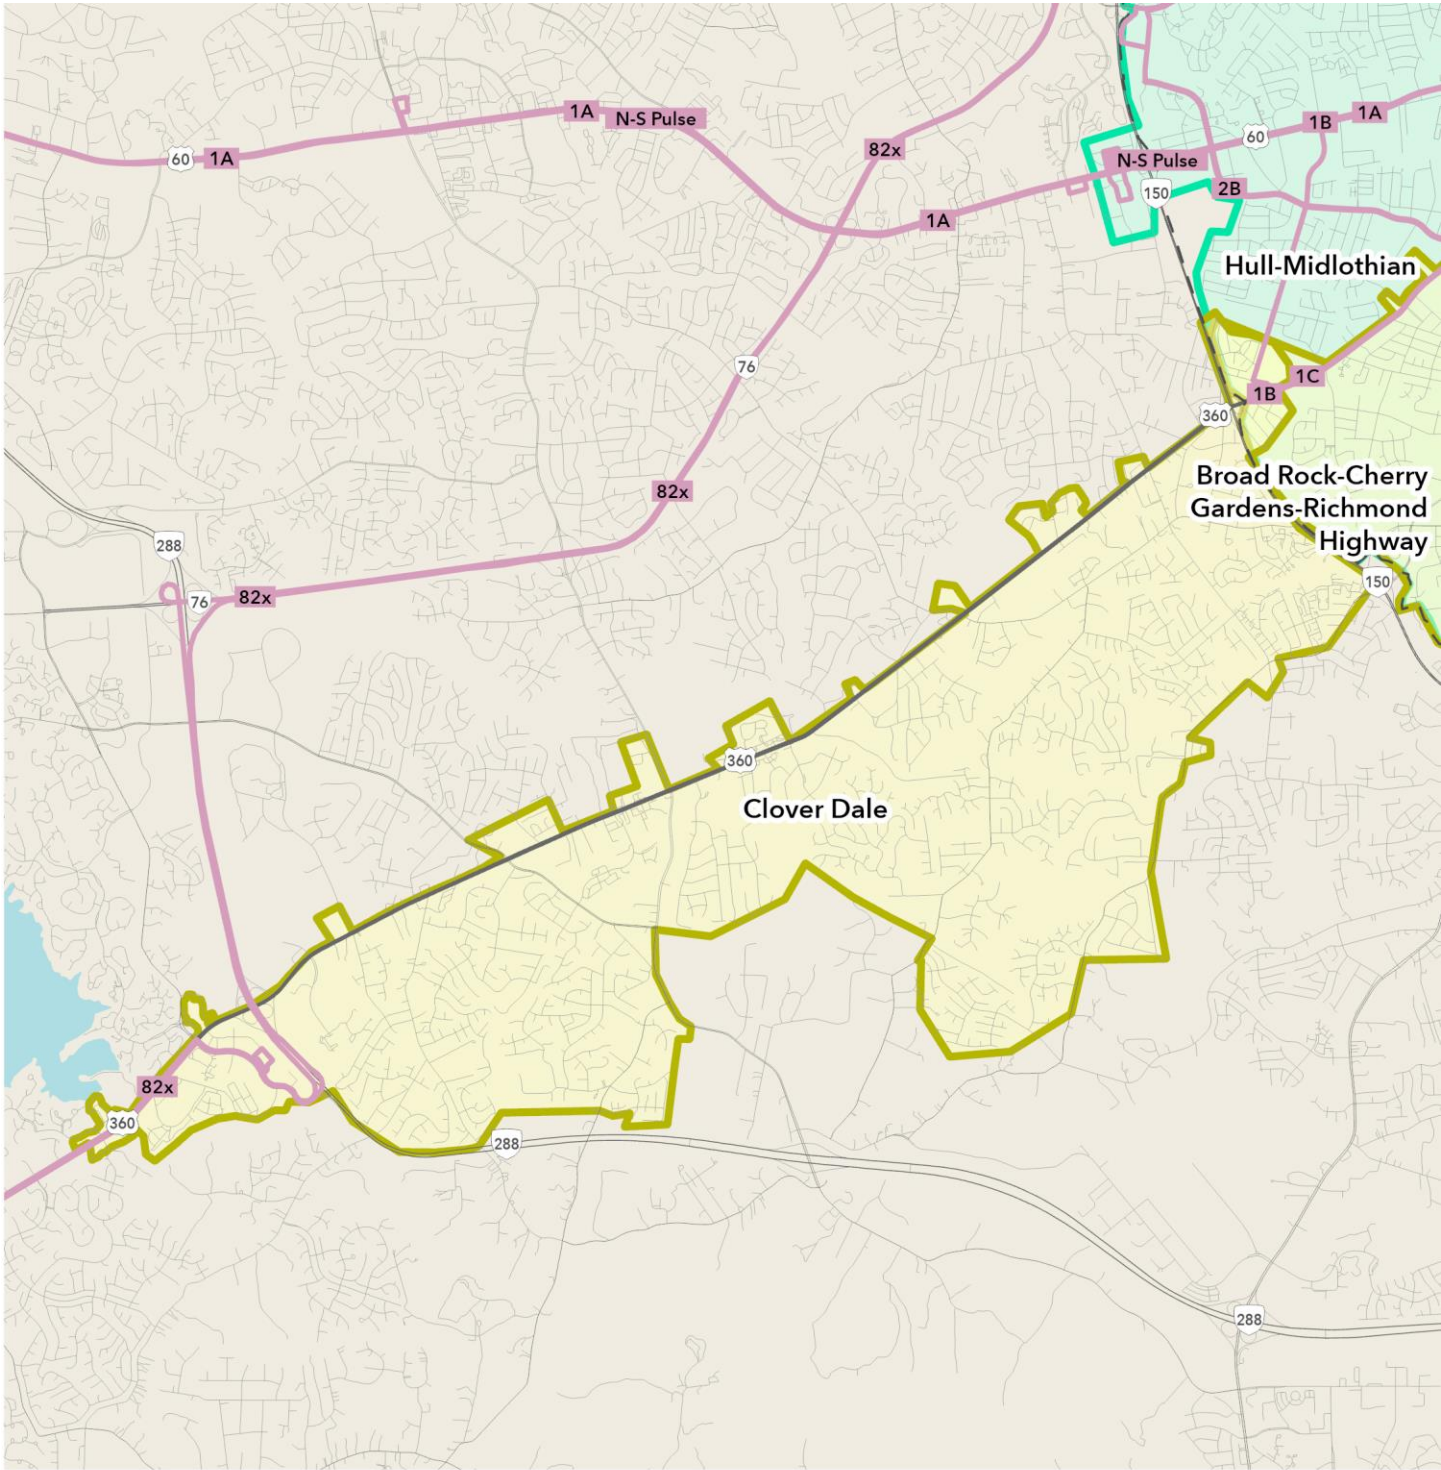 1A
N-S Pulse
60
1A
82x
1A
N-S Pulse
150
60
1B
1A
2B
Hull-Midlothian
76
1C
1B
360
Broad Rock-Cherry
Gardens-Richmond
Highway
82x
288
150
76
82x
360
Clover Dale
82x
360
288
288